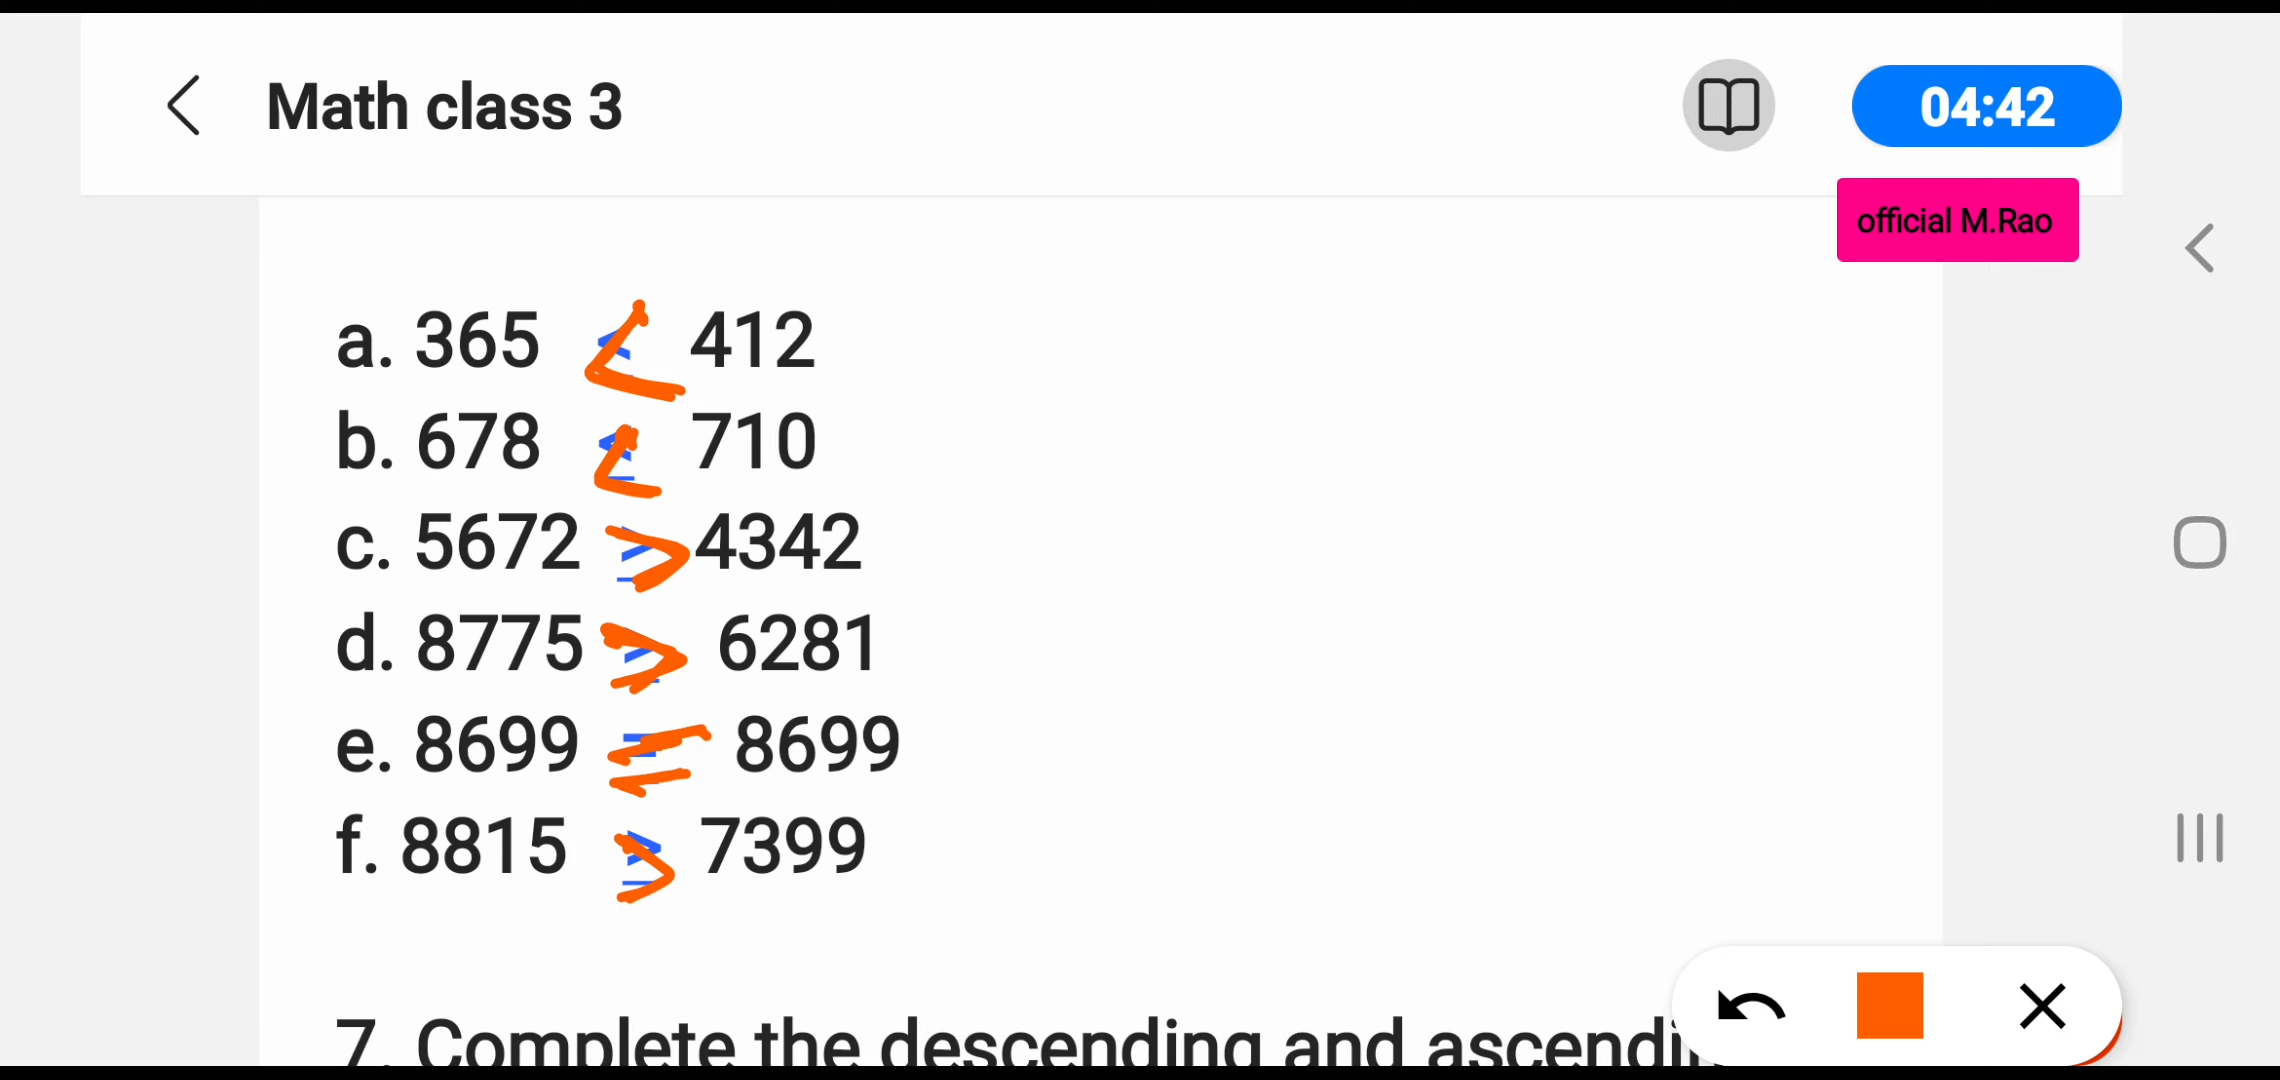 Math class 3
04:42
official M.Rao
a. 365 < 412
b. 678 < 710
c. 5672 > 4342
d. 8775 > 6281
e. 8699 = 8699
f. 8815 > 7399
7. Complete the descending and